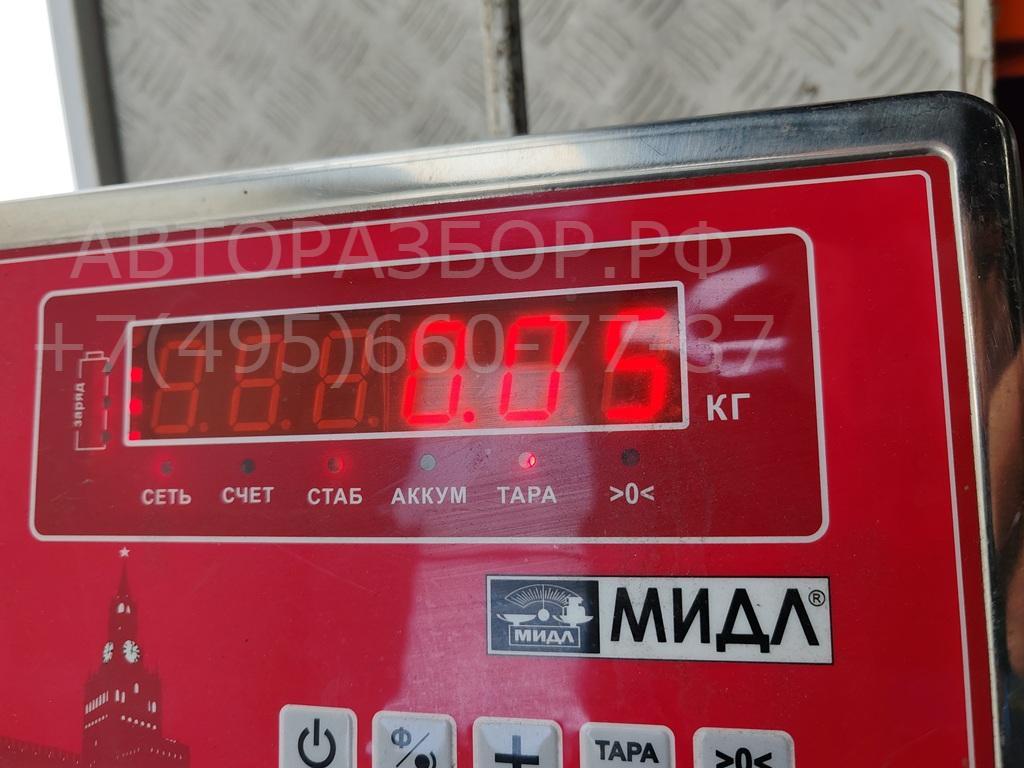 АВТОРАЗБОР.РФ
+7(495)660-77-37
заряд
0.05
КГ
СЕТЬ СЧЕТ СТАБ АККУМ ТАРА >0<
МИДЛ МИДЛ®
Ф ТАРА >0<